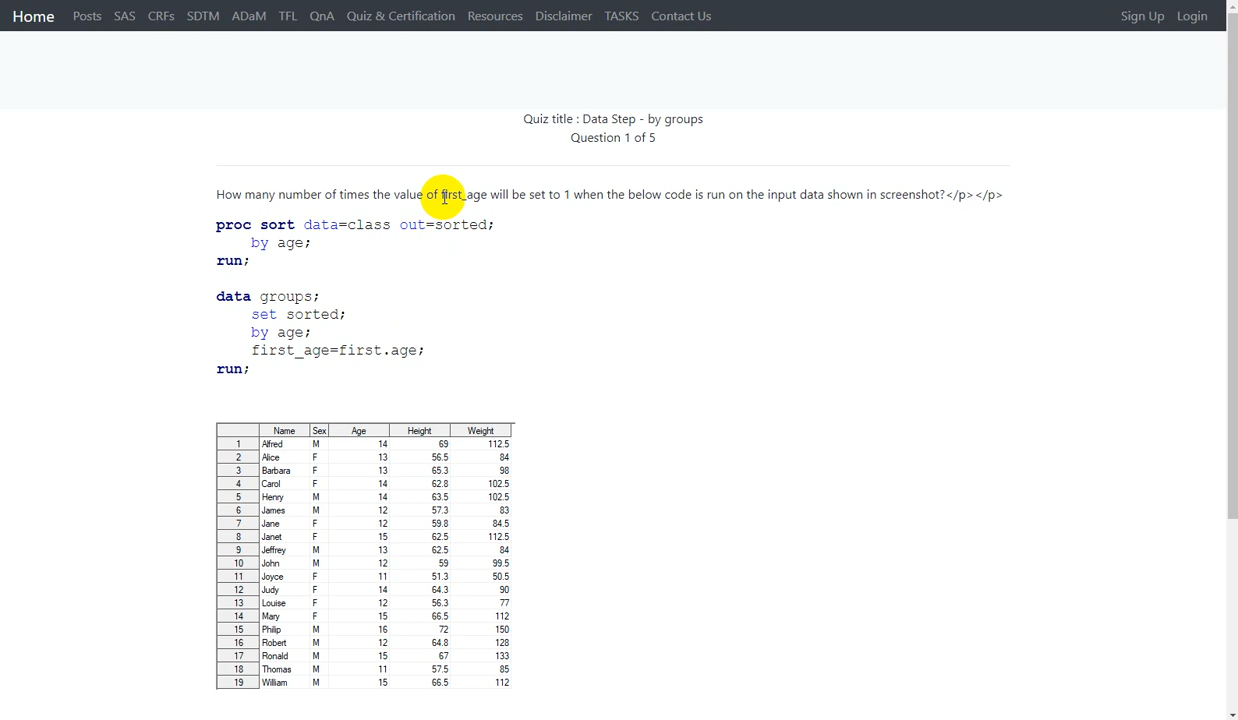 Home Posts SAS CRFs SDTM ADaM TFL QnA Quiz & Certification Resources Disclaimer TASKS Contact Us Sign Up Login
Quiz title : Data Step - by groups
Question 1 of 5
How many number of times the value of first_age will be set to 1 when the below code is run on the input data shown in screenshot?</p></p>
proc sort data=class out=sorted;
by age;
run;
data groups;
set sorted;
by age;
first_age=first.age;
run;
Name Sex Age Height Weight
1 Alfred M 14 69 112.5
2 Alice F 13 56.5 84
3 Barbara F 13 65.3 98
4 Carol F 14 62.8 102.5
5 Henry M 14 63.5 102.5
6 James M 12 57.3 83
7 Jane F 12 59.8 84.5
8 Janet F 15 62.5 112.5
9 Jeffrey M 13 62.5 84
10 John M 12 59 99.5
11 Joyce F 11 51.3 50.5
12 Judy F 14 64.3 90
13 Louise F 12 56.3 77
14 Mary F 15 66.5 112
15 Philip M 16 72 150
16 Robert M 12 64.8 128
17 Ronald M 15 67 133
18 Thomas M 11 57.5 85
19 William M 15 66.5 112